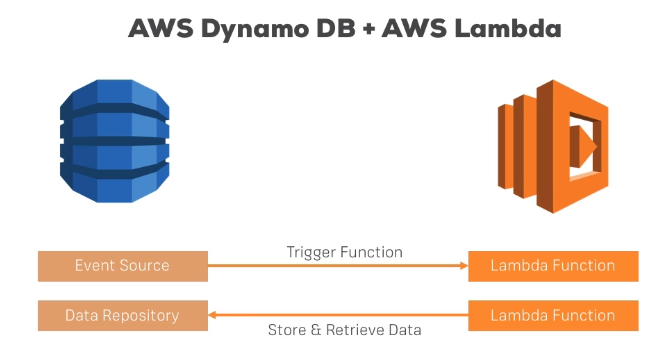 AWS Dynamo DB + AWS Lambda
Trigger Function
Event Source
Lambda Function
Data Repository
Lambda Function
Store & Retrieve Data